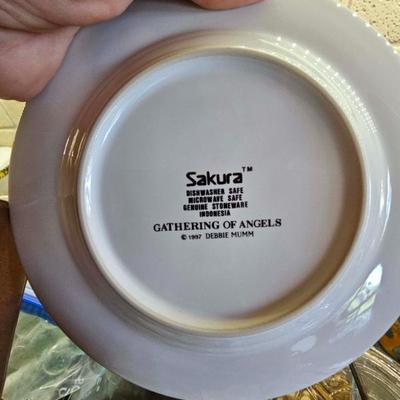 Sakura™
DISHWASHER SAFE
MICROWAVE SAFE
GENUINE STONEWARE
INDONESIA
GATHERING OF ANGELS
© 1997 DEBBIE MUMM